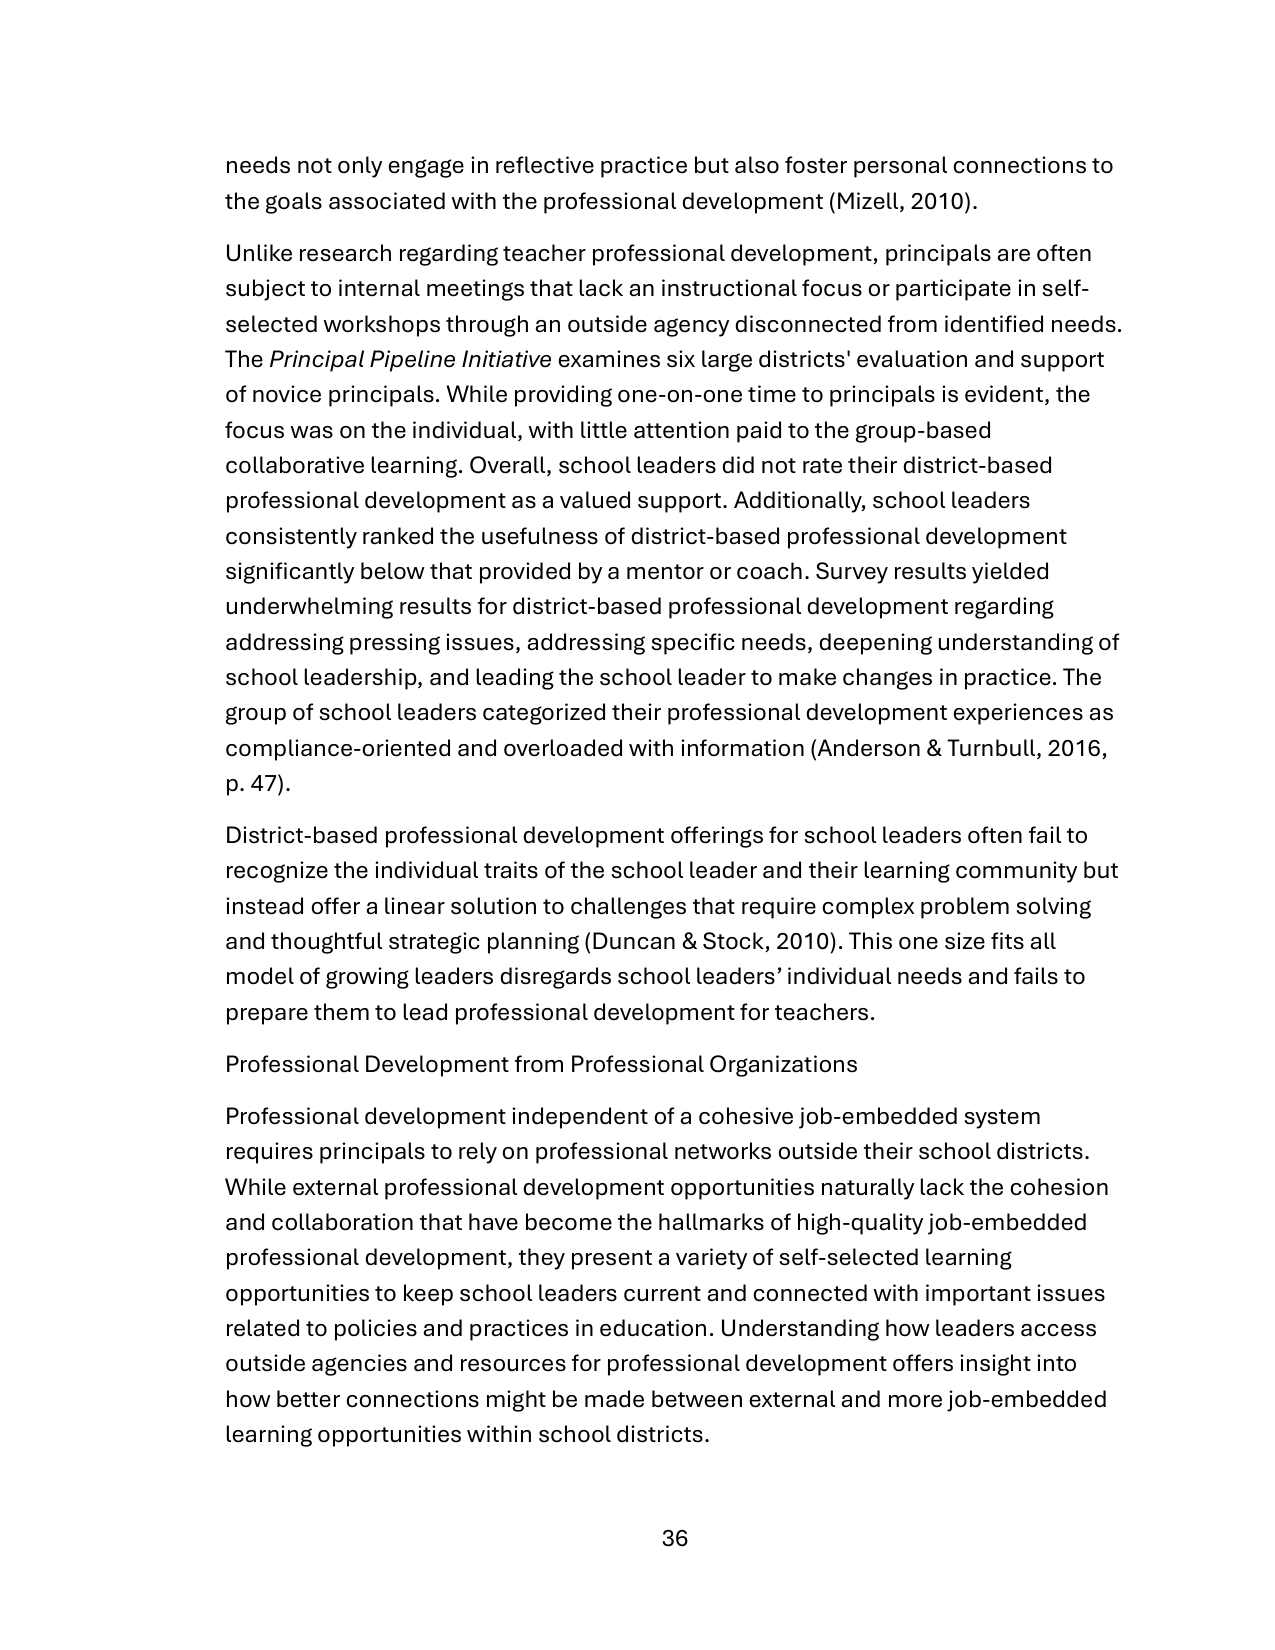 needs not only engage in reflective practice but also foster personal connections to
the goals associated with the professional development (Mizell, 2010).
Unlike research regarding teacher professional development, principals are often
subject to internal meetings that lack an instructional focus or participate in self-
selected workshops through an outside agency disconnected from identified needs.
The Principal Pipeline Initiative examines six large districts' evaluation and support
of novice principals. While providing one-on-one time to principals is evident, the
focus was on the individual, with little attention paid to the group-based
collaborative learning. Overall, school leaders did not rate their district-based
professional development as a valued support. Additionally, school leaders
consistently ranked the usefulness of district-based professional development
significantly below that provided by a mentor or coach. Survey results yielded
underwhelming results for district-based professional development regarding
addressing pressing issues, addressing specific needs, deepening understanding of
school leadership, and leading the school leader to make changes in practice. The
group of school leaders categorized their professional development experiences as
compliance-oriented and overloaded with information (Anderson & Turnbull, 2016,
p. 47).
District-based professional development offerings for school leaders often fail to
recognize the individual traits of the school leader and their learning community but
instead offer a linear solution to challenges that require complex problem solving
and thoughtful strategic planning (Duncan & Stock, 2010). This one size fits all
model of growing leaders disregards school leaders’ individual needs and fails to
prepare them to lead professional development for teachers.
Professional Development from Professional Organizations
Professional development independent of a cohesive job-embedded system
requires principals to rely on professional networks outside their school districts.
While external professional development opportunities naturally lack the cohesion
and collaboration that have become the hallmarks of high-quality job-embedded
professional development, they present a variety of self-selected learning
opportunities to keep school leaders current and connected with important issues
related to policies and practices in education. Understanding how leaders access
outside agencies and resources for professional development offers insight into
how better connections might be made between external and more job-embedded
learning opportunities within school districts.
36